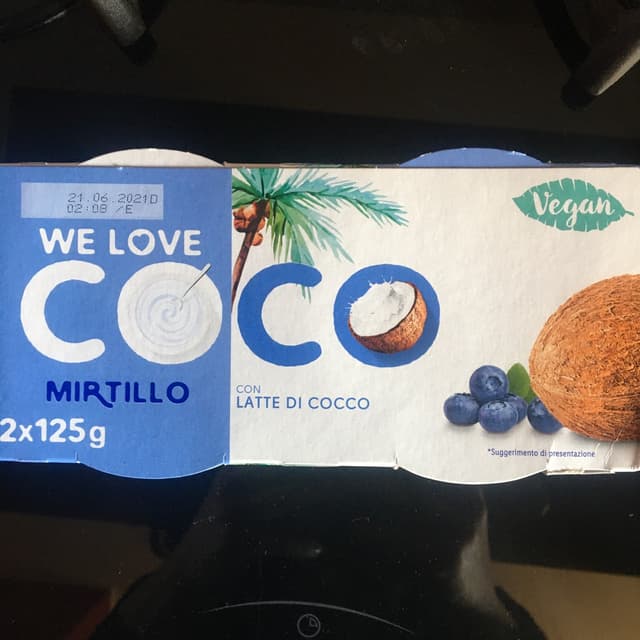 21.06.2021D
02:08 /E
WE LOVE
COCO
MIRTILLO
2x125g
CON
LATTE DI COCCO
Vegan
*Suggerimento di presentazione